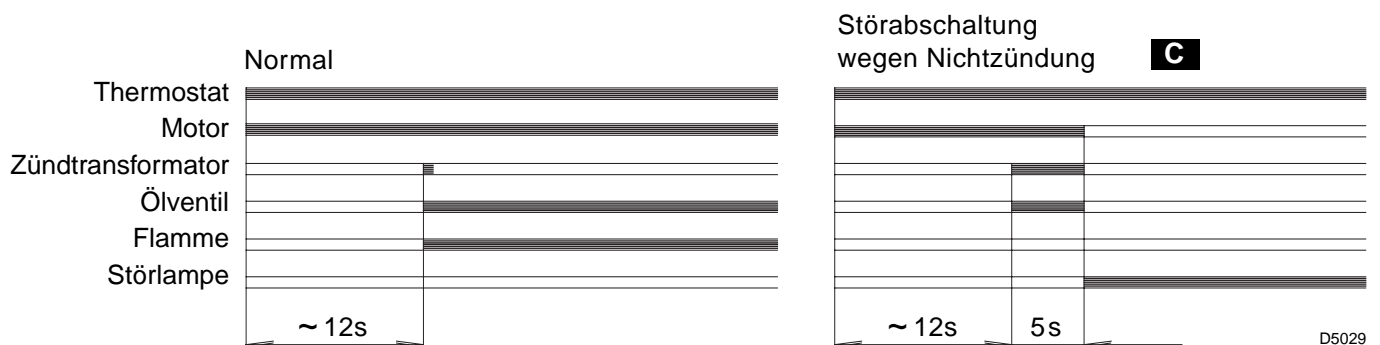 Normal
Störabschaltung
wegen Nichtzündung C
Thermostat
Motor
Zündtransformator
Ölventil
Flamme
Störlampe
~ 12s
~ 12s 5s
D5029